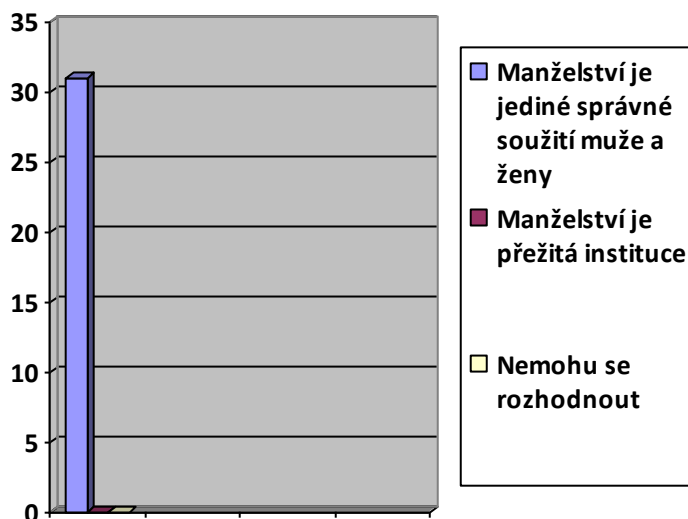 35
30
25
20
15
10
5
0
Manželství je
jediné správné
soužití muže a
ženy
Manželství je
přežitá instituce
Nemohu se
rozhodnout